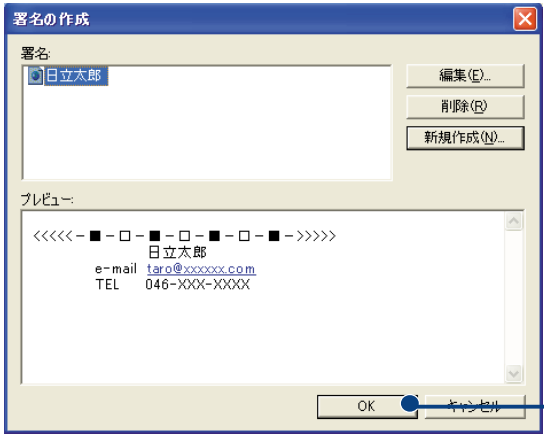 署名の作成
署名:
日立太郎
編集(E)...
削除(R)
新規作成(N)...
プレビュー:
<<<<<-■-□-■-□-■-□-■->>>>>
日立太郎
e-mail taro@xxxxxx.com
TEL 046-XXX-XXXX
OK
キャンセル